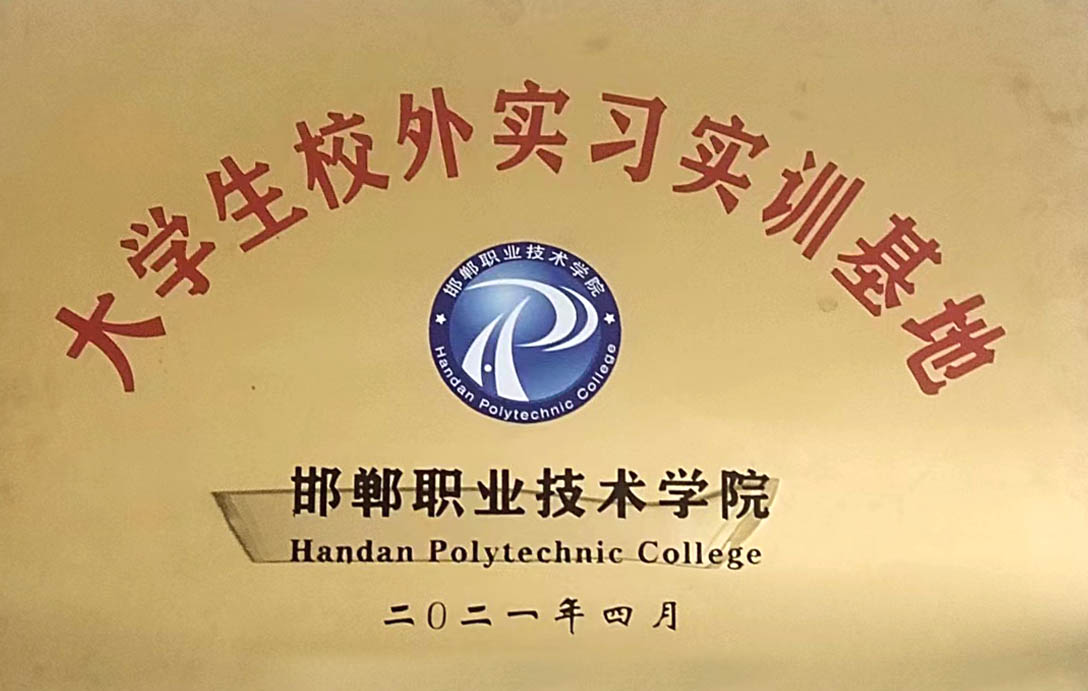 大学生校外实习实训基地
邯郸职业技术学院
Handan Polytechnic College
邯郸职业技术学院
Handan Polytechnic College
二0二一年四月